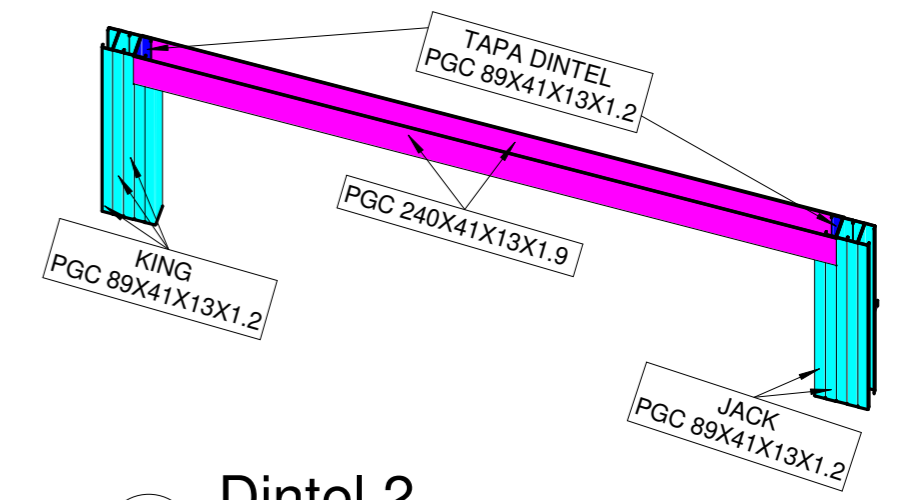 TAPA DINTEL
PGC 89X41X13X1.2
PGC 240X41X13X1.9
KING
PGC 89X41X13X1.2
JACK
PGC 89X41X13X1.2
Dintel 2